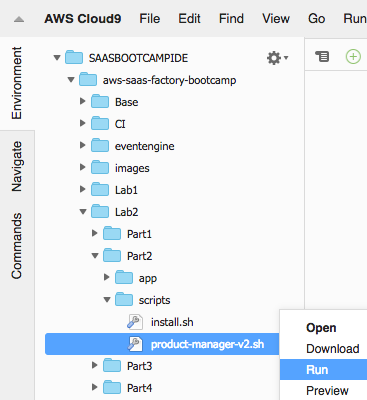 AWS Cloud9 File Edit Find View Go Run
Environment
Navigate
Commands
SAASBOOTCAMPIDE
aws-saas-factory-bootcamp
Base
CI
eventengine
images
Lab1
Lab2
Part1
Part2
app
scripts
install.sh
product-manager-v2.sh
Part3
Part4
Open
Download
Run
Preview